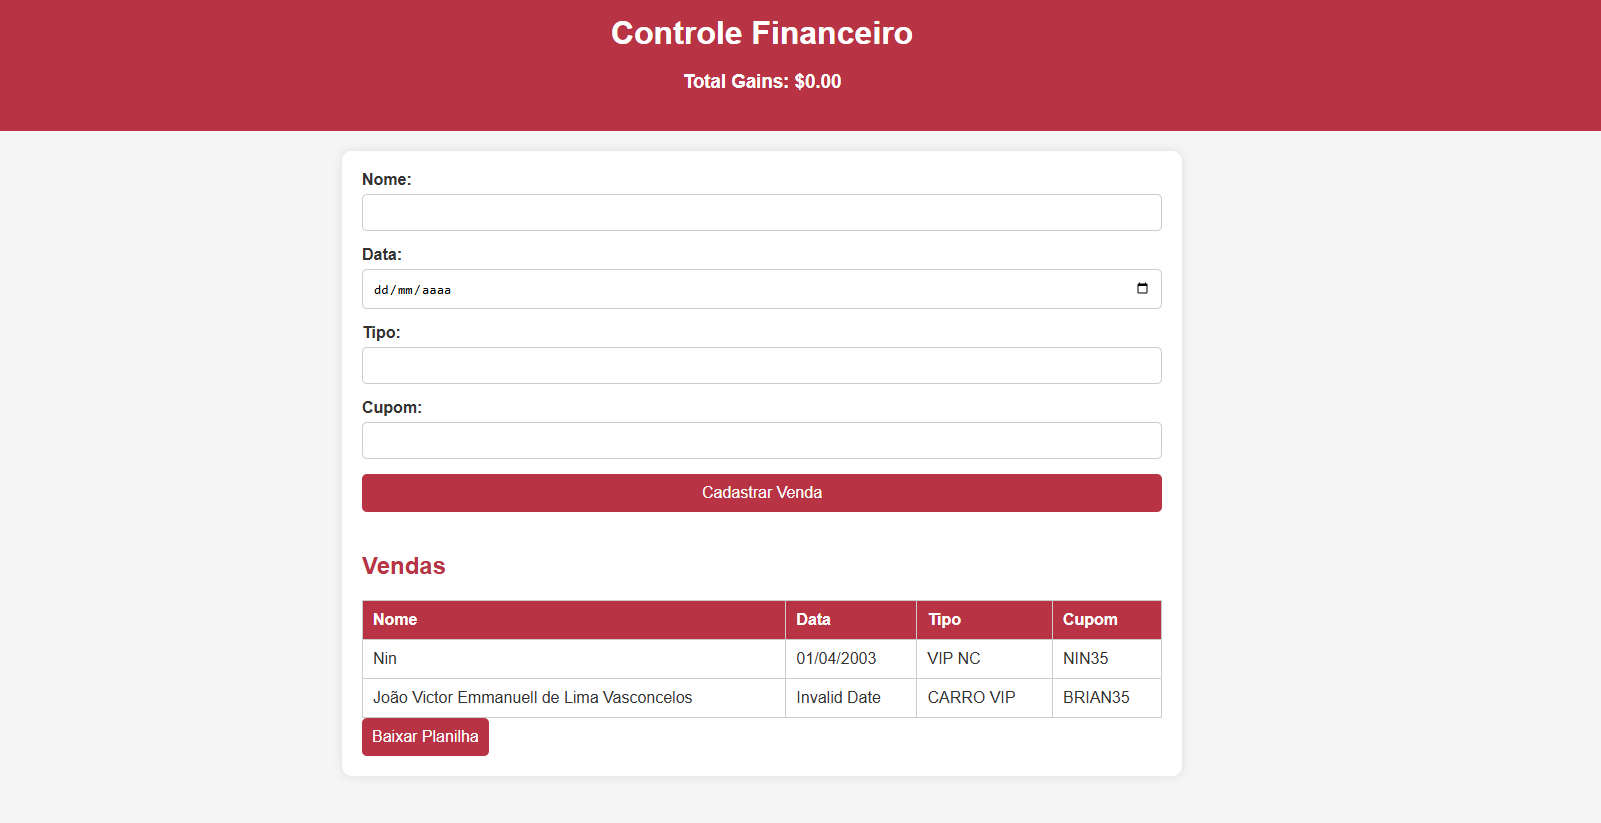 Controle Financeiro
Total Gains: $0.00
Nome:
Data:
dd/mm/aaaa
Tipo:
Cupom:
Cadastrar Venda
Vendas
Nome Data Tipo Cupom
Nin 01/04/2003 VIP NC NIN35
João Victor Emmanuell de Lima Vasconcelos Invalid Date CARRO VIP BRIAN35
Baixar Planilha